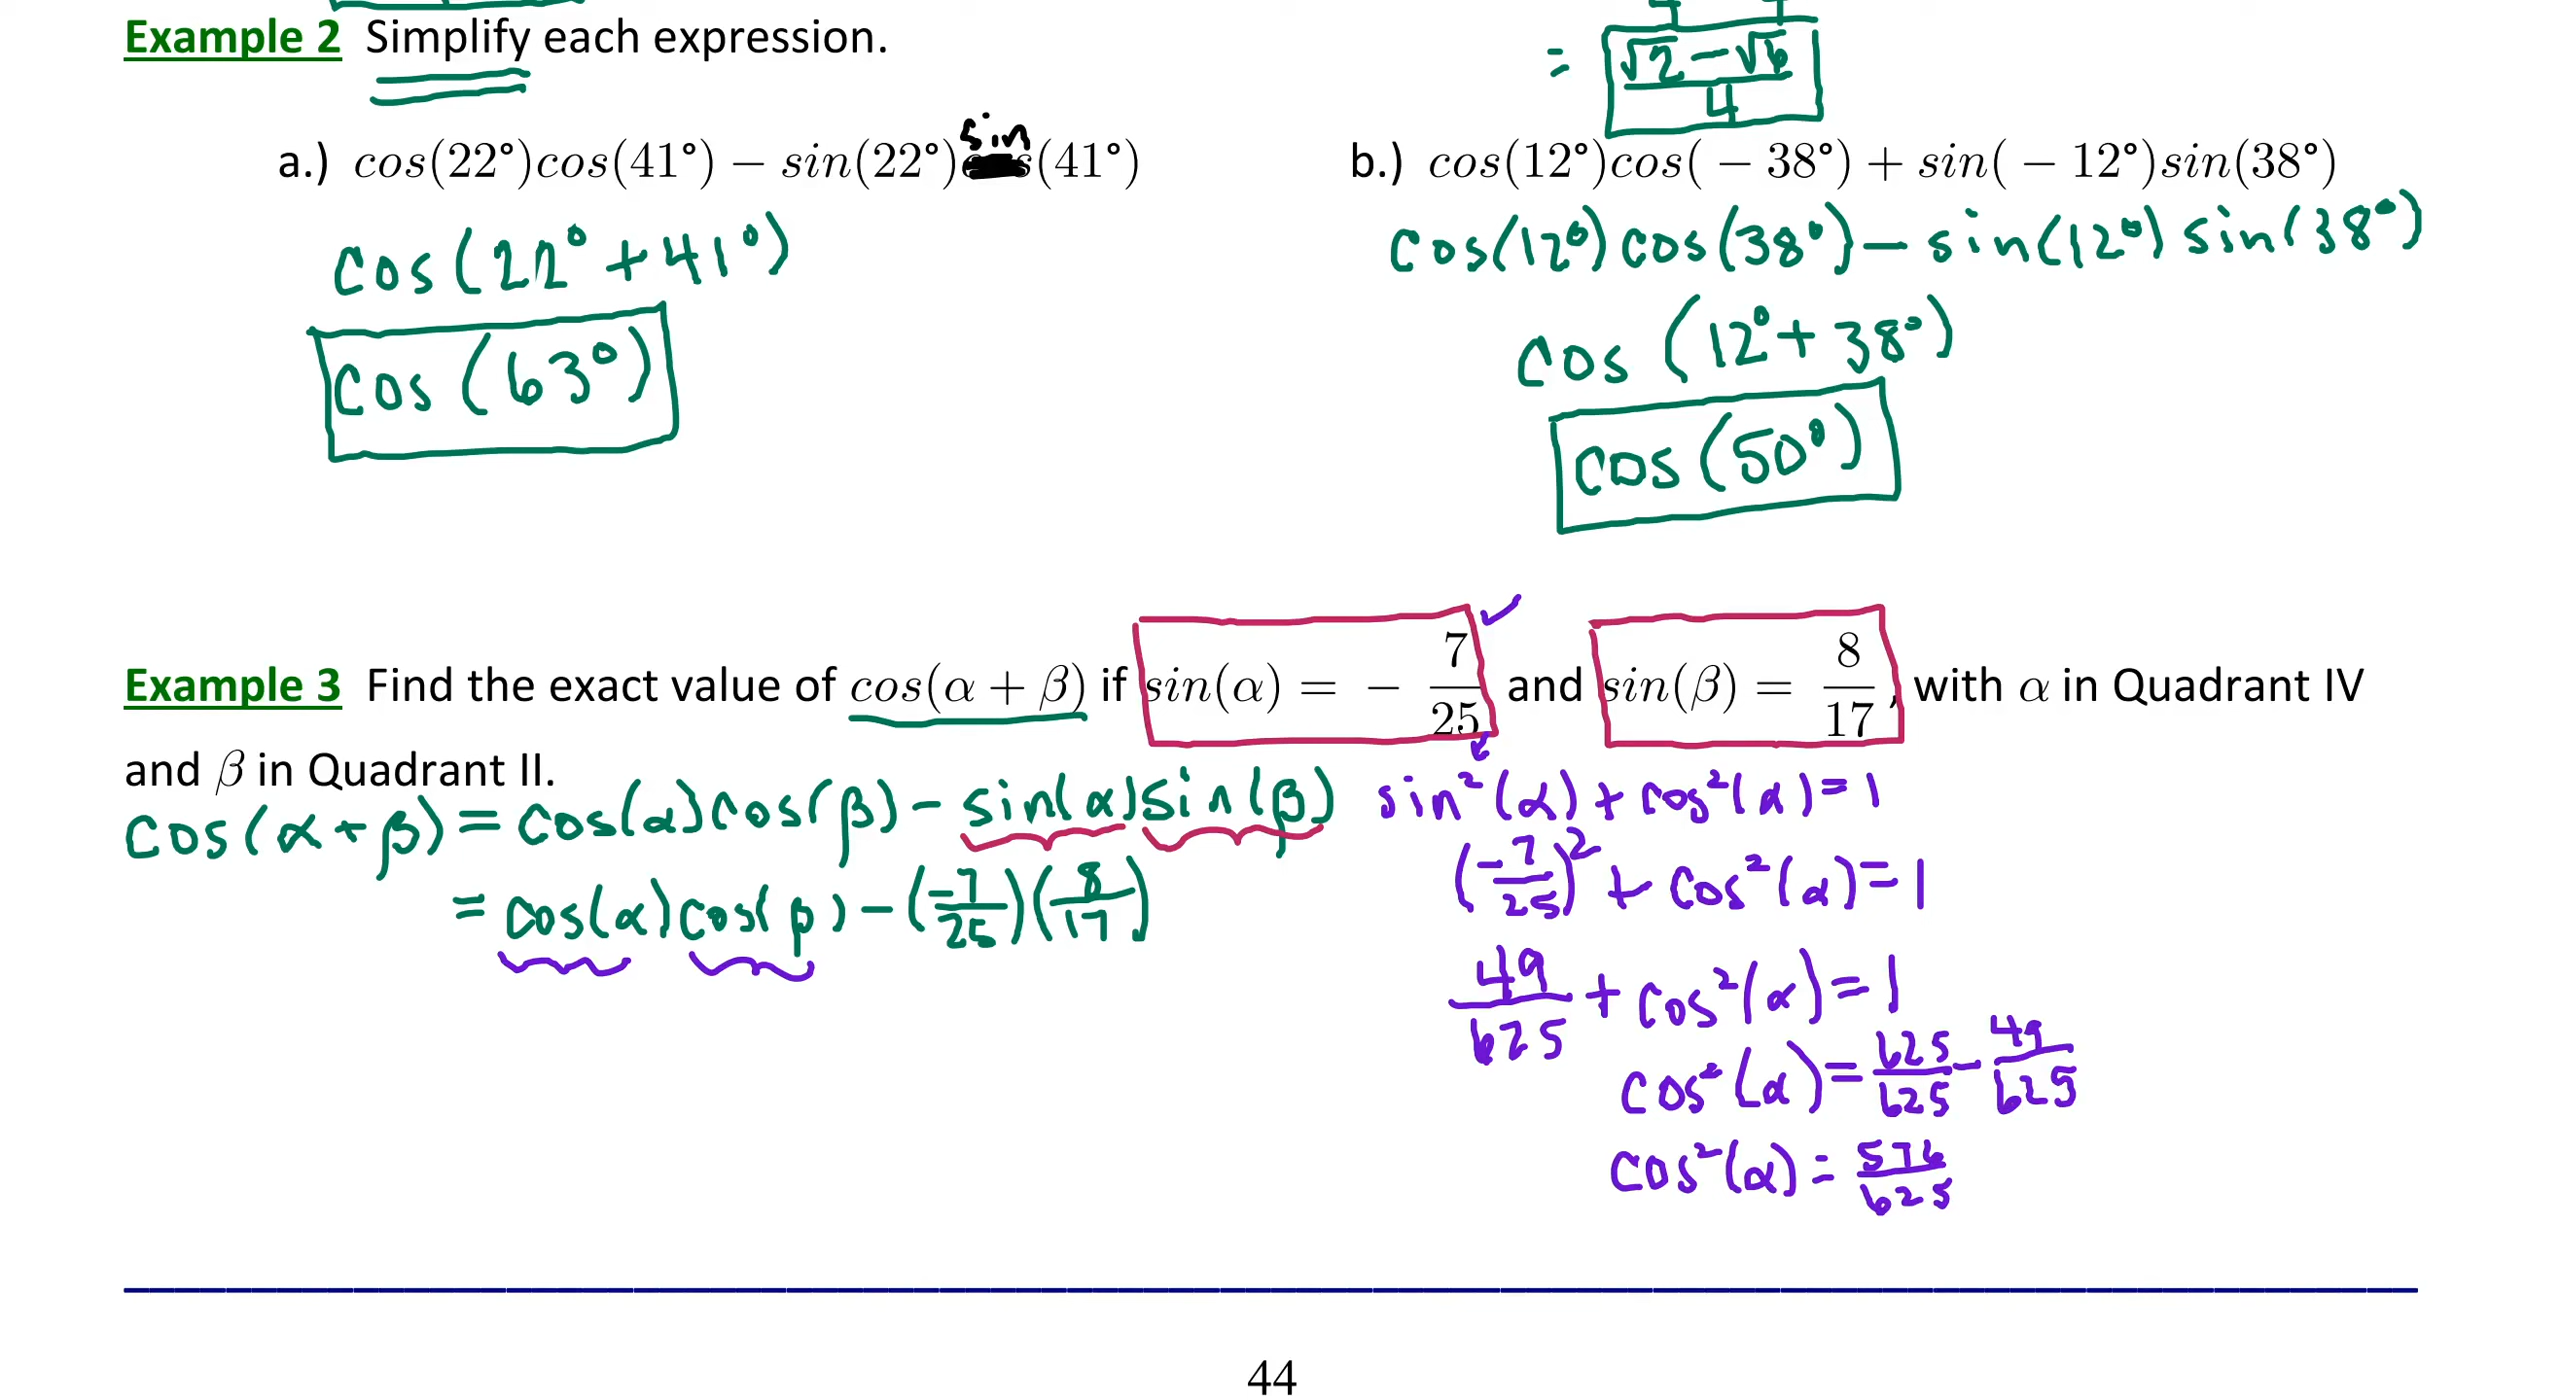 Example 2 Simplify each expression.
= √2 − √6 / 4
a.) cos(22°)cos(41°) − sin(22°)sin(41°)
cos(22° + 41°)
cos(63°)
b.) cos(12°)cos( − 38°) + sin( − 12°)sin(38°)
cos(12°) cos(38°) − sin(12°) sin(38°)
cos (12° + 38°)
cos (50°)
Example 3 Find the exact value of cos(α + β) if sin(α) = − 7/25 and sin(β) = 8/17, with α in Quadrant IV
and β in Quadrant II.
cos(α + β) = cos(α)cos(β) − sin(α)sin(β)
= cos(α)cos(β) − (−7/25)(8/17)
sin²(α) + cos²(α) = 1
(−7/25)² + cos²(α) = 1
49/625 + cos²(α) = 1
cos²(α) = 625/625 − 49/625
cos²(α) = 576/625
44